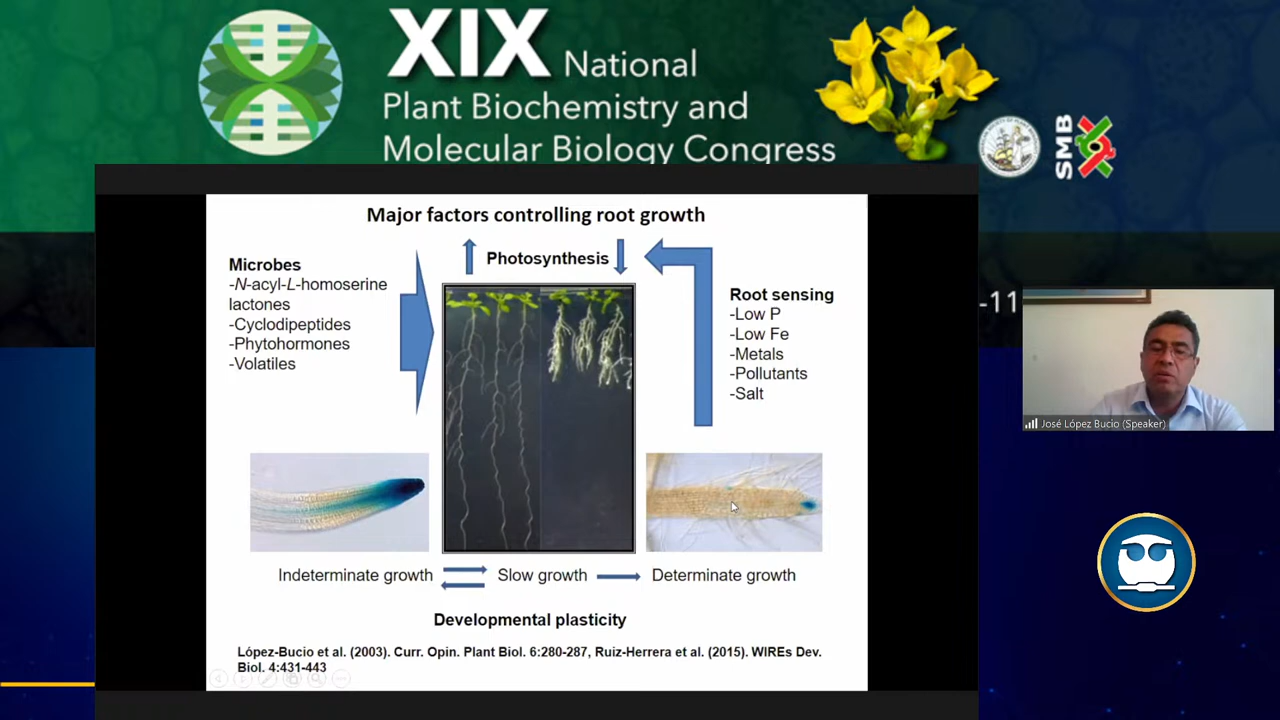 XIX National
Plant Biochemistry and
Molecular Biology Congress
SMB
Major factors controlling root growth
Photosynthesis
Microbes
-N-acyl-L-homoserine
lactones
-Cyclodipeptides
-Phytohormones
-Volatiles
Root sensing
-Low P
-Low Fe
-Metals
-Pollutants
-Salt
-11
José López Bucio (Speaker)
Indeterminate growth
Slow growth
Determinate growth
Developmental plasticity
López-Bucio et al. (2003). Curr. Opin. Plant Biol. 6:280-287, Ruiz-Herrera et al. (2015). WIREs Dev.
Biol. 4:431-443